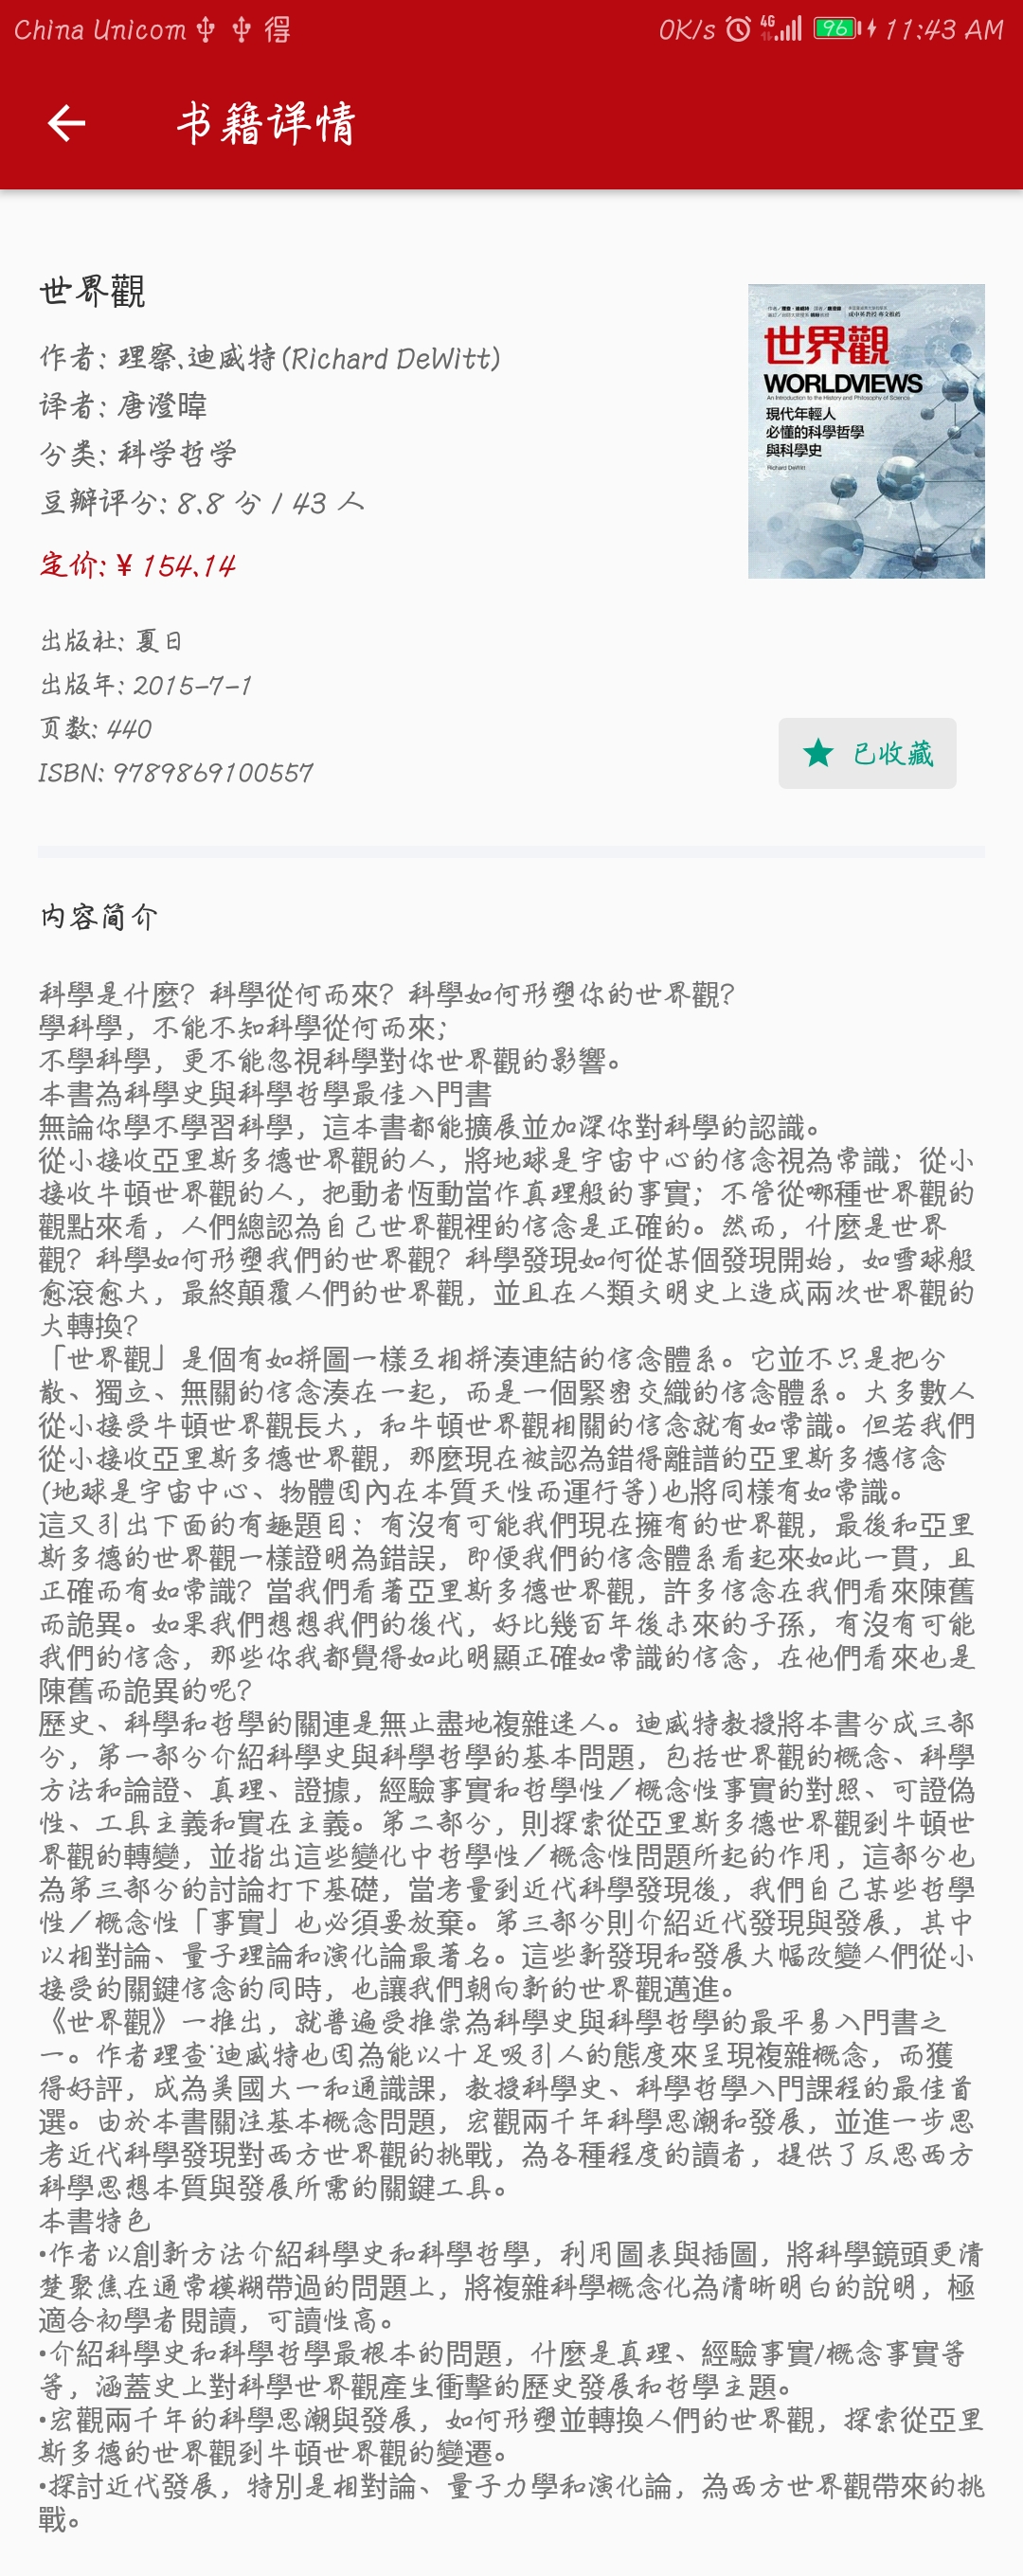 China Unicom 得 0K/s 4G 96 11:43 AM
书籍详情
世界觀
作者: 理察.迪威特(Richard DeWitt)
译者: 唐澄暐
分类: 科学哲学
豆瓣评分: 8.8 分 / 43 人
定价: ¥ 154.14
出版社: 夏日
出版年: 2015-7-1
页数: 440
ISBN: 9789869100557
世界觀
WORLDVIEWS
An Introduction to the History and Philosophy of Science
現代年輕人
必懂的科學哲學
與科學史
Richard DeWitt
已收藏
内容简介
科學是什麼？科學從何而來？科學如何形塑你的世界觀？
學科學，不能不知科學從何而來；
不學科學，更不能忽視科學對你世界觀的影響。
本書為科學史與科學哲學最佳入門書
無論你學不學習科學，這本書都能擴展並加深你對科學的認識。
從小接收亞里斯多德世界觀的人，將地球是宇宙中心的信念視為常識；從小
接收牛頓世界觀的人，把動者恆動當作真理般的事實；不管從哪種世界觀的
觀點來看，人們總認為自己世界觀裡的信念是正確的。然而，什麼是世界
觀？科學如何形塑我們的世界觀？科學發現如何從某個發現開始，如雪球般
愈滾愈大，最終顛覆人們的世界觀，並且在人類文明史上造成兩次世界觀的
大轉換？
「世界觀」是個有如拼圖一樣互相拼湊連結的信念體系。它並不只是把分
散、獨立、無關的信念湊在一起，而是一個緊密交織的信念體系。大多數人
從小接受牛頓世界觀長大，和牛頓世界觀相關的信念就有如常識。但若我們
從小接收亞里斯多德世界觀，那麼現在被認為錯得離譜的亞里斯多德信念
(地球是宇宙中心、物體因內在本質天性而運行等)也將同樣有如常識。
這又引出下面的有趣題目：有沒有可能我們現在擁有的世界觀，最後和亞里
斯多德的世界觀一樣證明為錯誤，即便我們的信念體系看起來如此一貫，且
正確而有如常識？當我們看著亞里斯多德世界觀，許多信念在我們看來陳舊
而詭異。如果我們想想我們的後代，好比幾百年後未來的子孫，有沒有可能
我們的信念，那些你我都覺得如此明顯正確如常識的信念，在他們看來也是
陳舊而詭異的呢？
歷史、科學和哲學的關連是無止盡地複雜迷人。迪威特教授將本書分成三部
分，第一部分介紹科學史與科學哲學的基本問題，包括世界觀的概念、科學
方法和論證、真理、證據，經驗事實和哲學性／概念性事實的對照、可證偽
性、工具主義和實在主義。第二部分，則探索從亞里斯多德世界觀到牛頓世
界觀的轉變，並指出這些變化中哲學性／概念性問題所起的作用，這部分也
為第三部分的討論打下基礎，當考量到近代科學發現後，我們自己某些哲學
性／概念性「事實」也必須要放棄。第三部分則介紹近代發現與發展，其中
以相對論、量子理論和演化論最著名。這些新發現和發展大幅改變人們從小
接受的關鍵信念的同時，也讓我們朝向新的世界觀邁進。
《世界觀》一推出，就普遍受推崇為科學史與科學哲學的最平易入門書之
一。作者理查˙迪威特也因為能以十足吸引人的態度來呈現複雜概念，而獲
得好評，成為美國大一和通識課，教授科學史、科學哲學入門課程的最佳首
選。由於本書關注基本概念問題，宏觀兩千年科學思潮和發展，並進一步思
考近代科學發現對西方世界觀的挑戰，為各種程度的讀者，提供了反思西方
科學思想本質與發展所需的關鍵工具。
本書特色
•作者以創新方法介紹科學史和科學哲學，利用圖表與插圖，將科學鏡頭更清
楚聚焦在通常模糊帶過的問題上，將複雜科學概念化為清晰明白的說明，極
適合初學者閱讀，可讀性高。
•介紹科學史和科學哲學最根本的問題，什麼是真理、經驗事實/概念事實等
等，涵蓋史上對科學世界觀產生衝擊的歷史發展和哲學主題。
•宏觀兩千年的科學思潮與發展，如何形塑並轉換人們的世界觀，探索從亞里
斯多德的世界觀到牛頓世界觀的變遷。
•探討近代發展，特別是相對論、量子力學和演化論，為西方世界觀帶來的挑
戰。